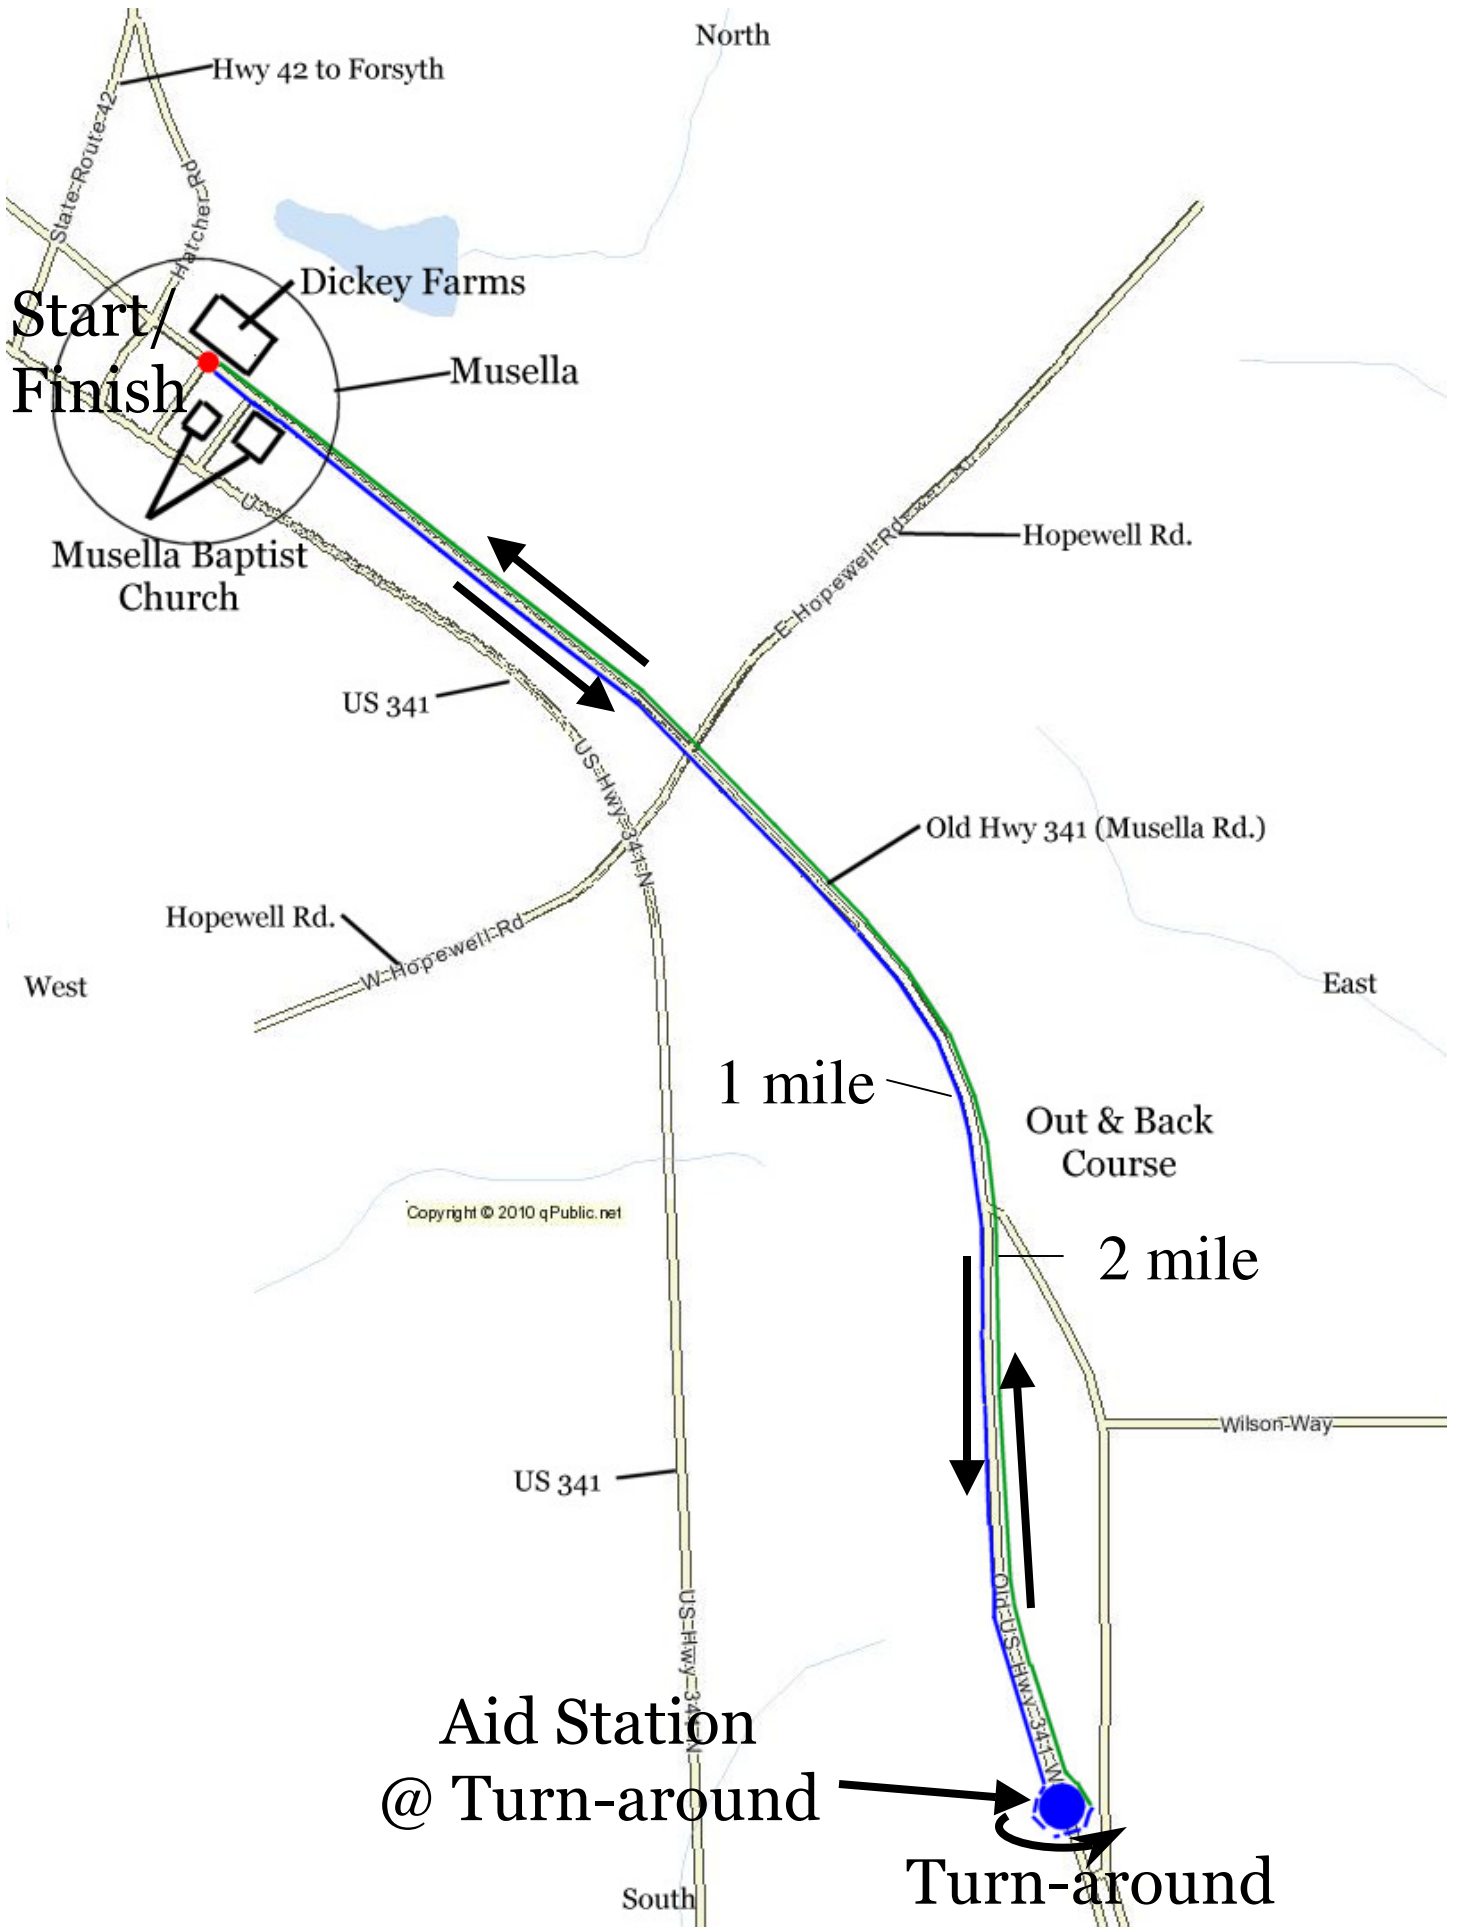 North
Hwy 42 to Forsyth
State Route 42
Hatcher Rd
Dickey Farms
Start/
Finish
Musella
U
Musella Baptist
Church
Hopewell Rd.
E Hopewell Rd
US 341
US Hwy 341 N
Old Hwy 341 (Musella Rd.)
Hopewell Rd.
W Hopewell Rd
West
East
1 mile
Out & Back
Course
Copyright © 2010 qPublic.net
2 mile
Wilson Way
US 341
US Hwy 341 N
Old US Hwy 341 W
Aid Station
@ Turn-around
Turn-around
South